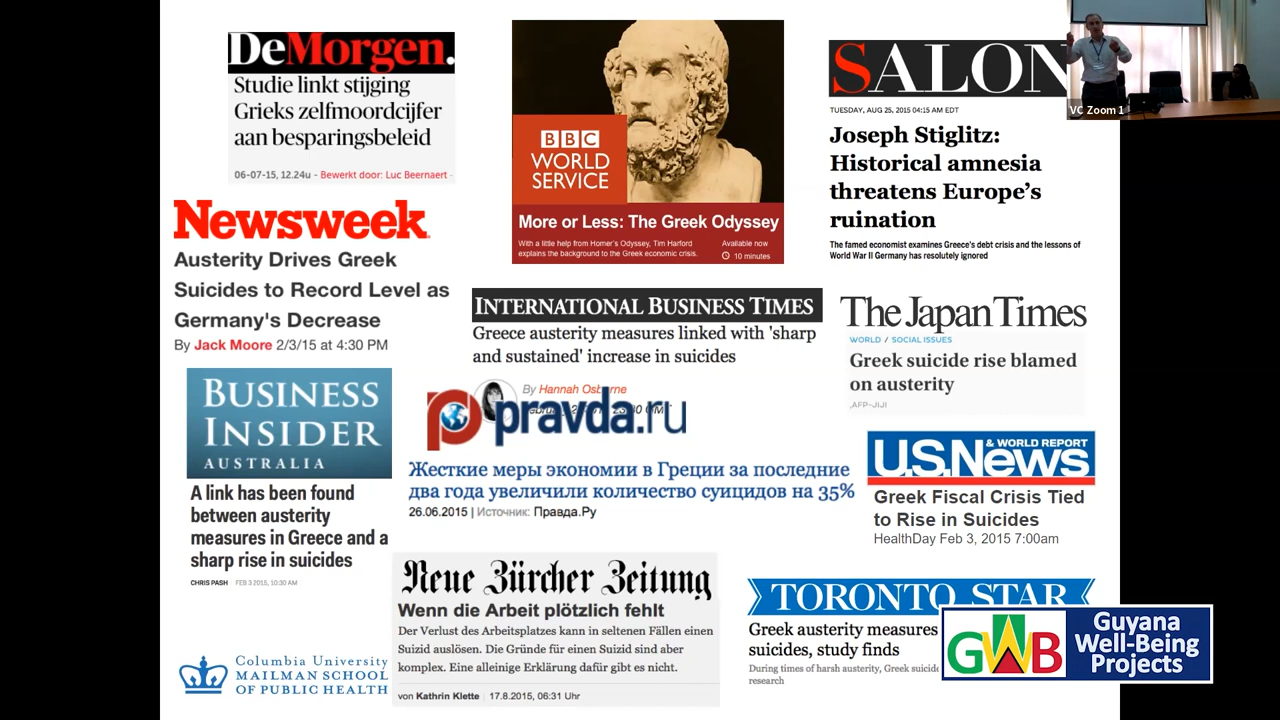 DeMorgen.
Studie linkt stijging
Grieks zelfmoordcijfer
aan besparingsbeleid
06-07-15, 12.24u - Bewerkt door: Luc Beernaert -
BBC
WORLD
SERVICE
More or Less: The Greek Odyssey
With a little help from Homer's Odyssey, Tim Harford
explains the background to the Greek economic crisis.
Available now
10 minutes
SALON
TUESDAY, AUG 25, 2015 04:15 AM EDT
Joseph Stiglitz:
Historical amnesia
threatens Europe's
ruination
The famed economist examines Greece's debt crisis and the lessons of
World War II Germany has resolutely ignored
VC Zoom 1
Newsweek
Austerity Drives Greek
Suicides to Record Level as
Germany's Decrease
By Jack Moore 2/3/15 at 4:30 PM
INTERNATIONAL BUSINESS TIMES
Greece austerity measures linked with 'sharp
and sustained' increase in suicides
By Hannah Osborne
The Japan Times
WORLD / SOCIAL ISSUES
Greek suicide rise blamed
on austerity
,AFP-JIJI
BUSINESS
INSIDER
AUSTRALIA
A link has been found
between austerity
measures in Greece and a
sharp rise in suicides
CHRIS PASH FEB 3 2015, 10:30 AM
pravda.ru
Жесткие меры экономии в Греции за последние
два года увеличили количество суицидов на 35%
26.06.2015 | Источник: Правда.Ру
U.S.News
& WORLD REPORT
Greek Fiscal Crisis Tied
to Rise in Suicides
HealthDay Feb 3, 2015 7:00am
Neue Zürcher Zeitung
Wenn die Arbeit plötzlich fehlt
Der Verlust des Arbeitsplatzes kann in seltenen Fällen einen
Suizid auslösen. Die Gründe für einen Suizid sind aber
komplex. Eine alleinige Erklärung dafür gibt es nicht.
von Kathrin Klette | 17.8.2015, 06:31 Uhr
TORONTO STAR
Greek austerity measures
suicides, study finds
During times of harsh austerity, Greek
research
Columbia University
MAILMAN SCHOOL
OF PUBLIC HEALTH
GWB
Guyana
Well-Being
Projects